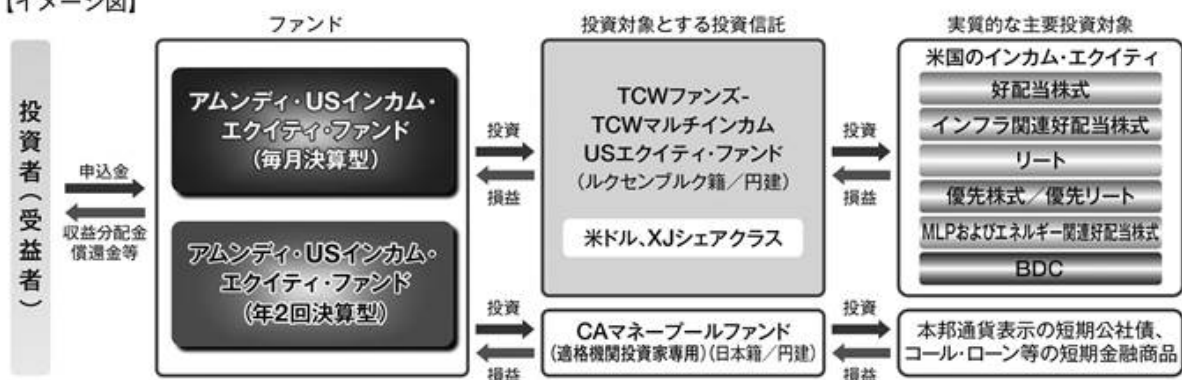 【イメージ図】
ファンド
投資対象とする投資信託
実質的な主要投資対象
投資者（受益者）
申込金
収益分配金
償還金等
アムンディ・USインカム・
エクイティ・ファンド
（毎月決算型）
アムンディ・USインカム・
エクイティ・ファンド
（年2回決算型）
投資
損益
投資
損益
TCWファンズ-
TCWマルチインカム
USエクイティ・ファンド
（ルクセンブルク籍／円建）
米ドル、XJシェアクラス
CAマネープールファンド
（適格機関投資家専用）（日本籍／円建）
投資
損益
投資
損益
米国のインカム・エクイティ
好配当株式
インフラ関連好配当株式
リート
優先株式／優先リート
MLPおよびエネルギー関連好配当株式
BDC
本邦通貨表示の短期公社債、
コール・ローン等の短期金融商品